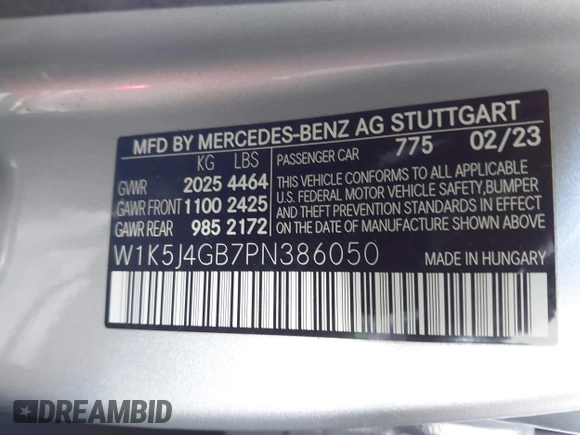 MFD BY MERCEDES-BENZ AG STUTTGART
KG LBS PASSENGER CAR 775 02/23
GVWR 2025 4464
GAWR FRONT 1100 2425
GAWR REAR 985 2172
THIS VEHICLE CONFORMS TO ALL APPLICABLE
U.S. FEDERAL MOTOR VEHICLE SAFETY, BUMPER
AND THEFT PREVENTION STANDARDS IN EFFECT
ON THE DATE OF MANUFACTURE SHOWN ABOVE
W1K5J4GB7PN386050
MADE IN HUNGARY
DREAMBID